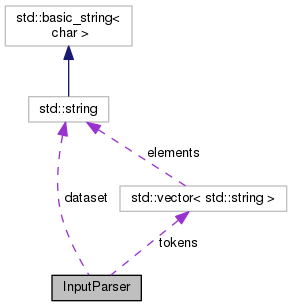 std::basic_string<
char >
std::string
elements
dataset
std::vector< std::string >
tokens
InputParser